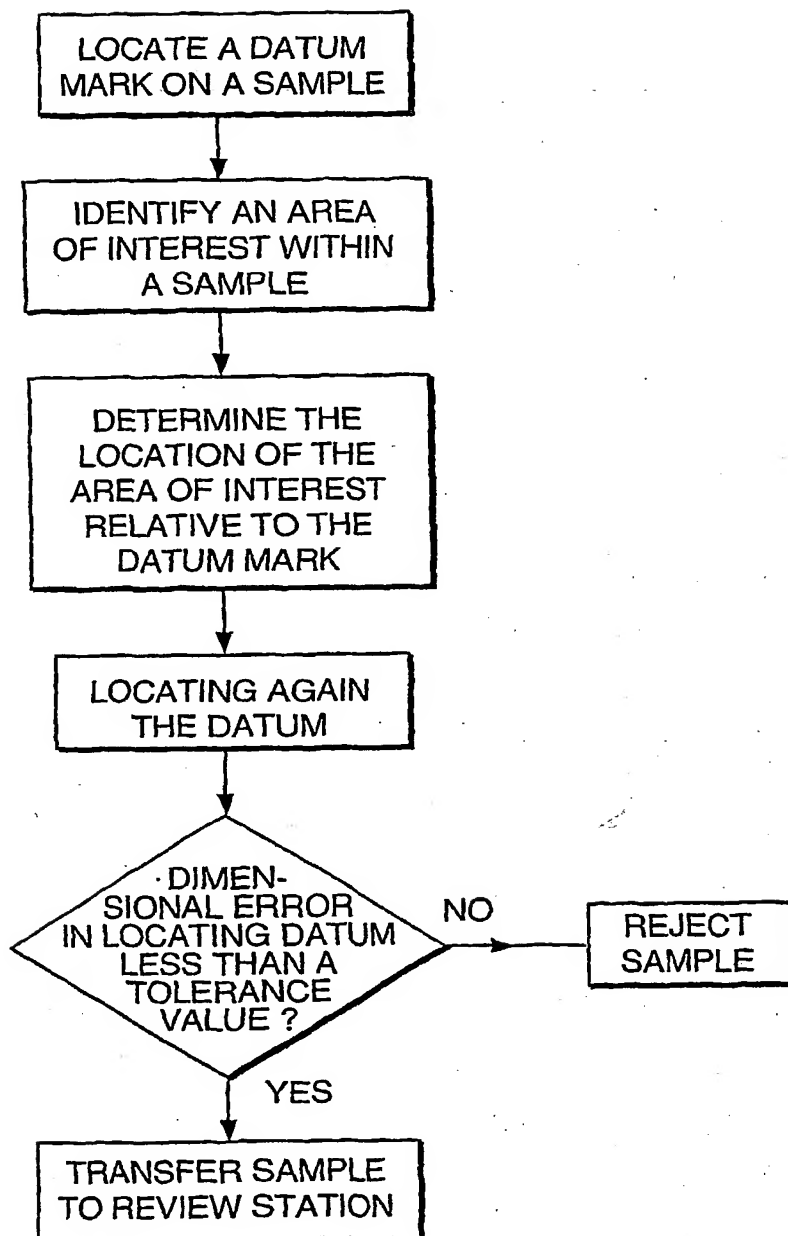 LOCATE A DATUM
MARK ON A SAMPLE
IDENTIFY AN AREA
OF INTEREST WITHIN
A SAMPLE
DETERMINE THE
LOCATION OF THE
AREA OF INTEREST
RELATIVE TO THE
DATUM MARK
LOCATING AGAIN
THE DATUM
DIMEN-
SIONAL ERROR
IN LOCATING DATUM
LESS THAN A
TOLERANCE
VALUE ?
NO
REJECT
SAMPLE
YES
TRANSFER SAMPLE
TO REVIEW STATION